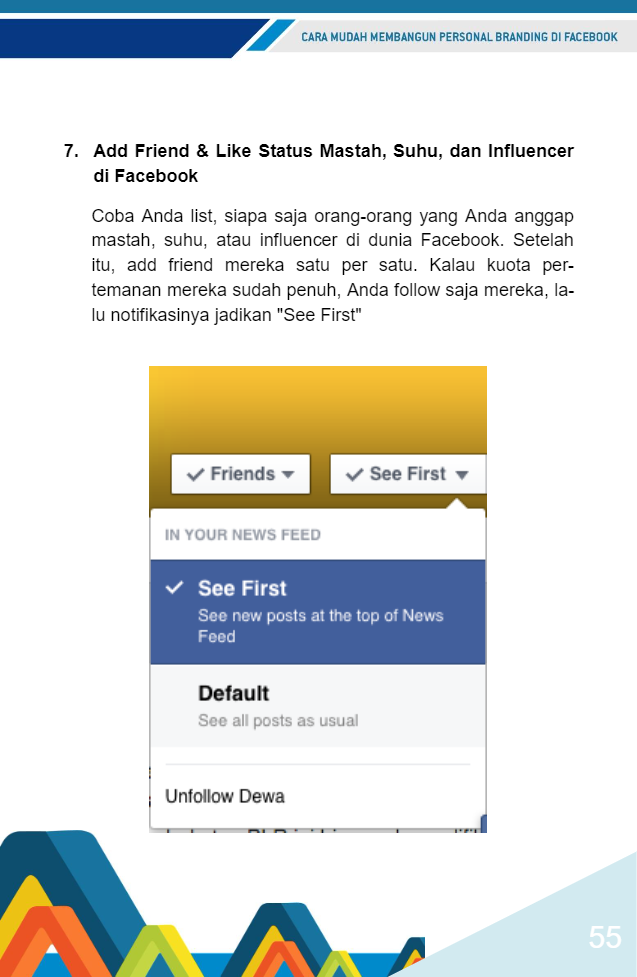 CARA MUDAH MEMBANGUN PERSONAL BRANDING DI FACEBOOK
7. Add Friend & Like Status Mastah, Suhu, dan Influencer
di Facebook
Coba Anda list, siapa saja orang-orang yang Anda anggap
mastah, suhu, atau influencer di dunia Facebook. Setelah
itu, add friend mereka satu per satu. Kalau kuota per-
temanan mereka sudah penuh, Anda follow saja mereka, la-
lu notifikasinya jadikan "See First"
Friends
See First
IN YOUR NEWS FEED
See First
See new posts at the top of News
Feed
Default
See all posts as usual
Unfollow Dewa
55